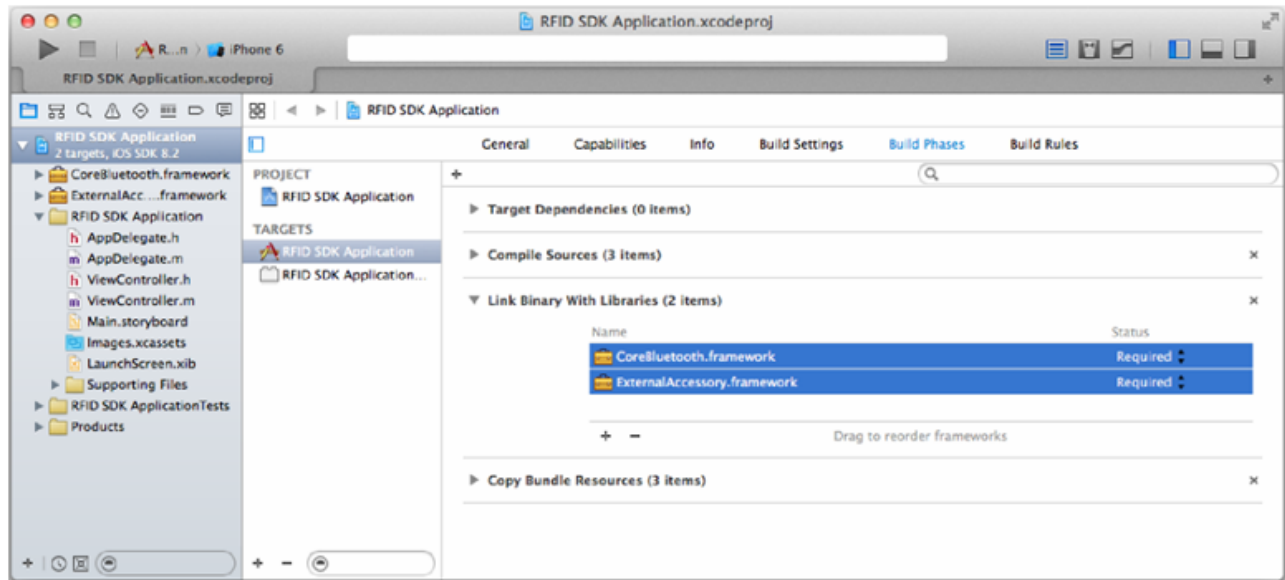 RFID SDK Application.xcodeproj
R...n 〉 iPhone 6
RFID SDK Application.xcodeproj
RFID SDK Application
RFID SDK Application
2 targets, iOS SDK 8.2
CoreBluetooth.framework
ExternalAcc....framework
RFID SDK Application
h AppDelegate.h
m AppDelegate.m
h ViewController.h
m ViewController.m
Main.storyboard
Images.xcassets
LaunchScreen.xib
Supporting Files
RFID SDK ApplicationTests
Products
PROJECT
RFID SDK Application
TARGETS
RFID SDK Application
RFID SDK Application...
General Capabilities Info Build Settings Build Phases Build Rules
Target Dependencies (0 items)
Compile Sources (3 items)
Link Binary With Libraries (2 items)
Name Status
CoreBluetooth.framework Required
ExternalAccessory.framework Required
Drag to reorder frameworks
Copy Bundle Resources (3 items)